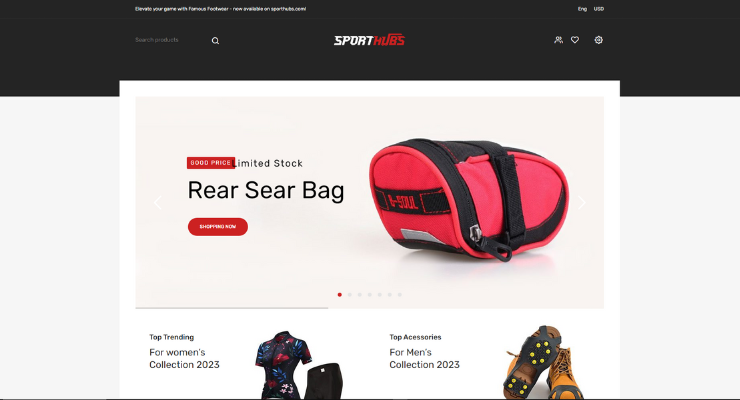 Elevate your game with Famous Footwear - now available on sporthubs.com!
Eng USD
Search products
SPORTHUBS
GOOD PRICE Limited Stock
Rear Sear Bag
SHOPPING NOW
B-SOUL
Top Trending
For women's
Collection 2023
Top Acessories
For Men's
Collection 2023